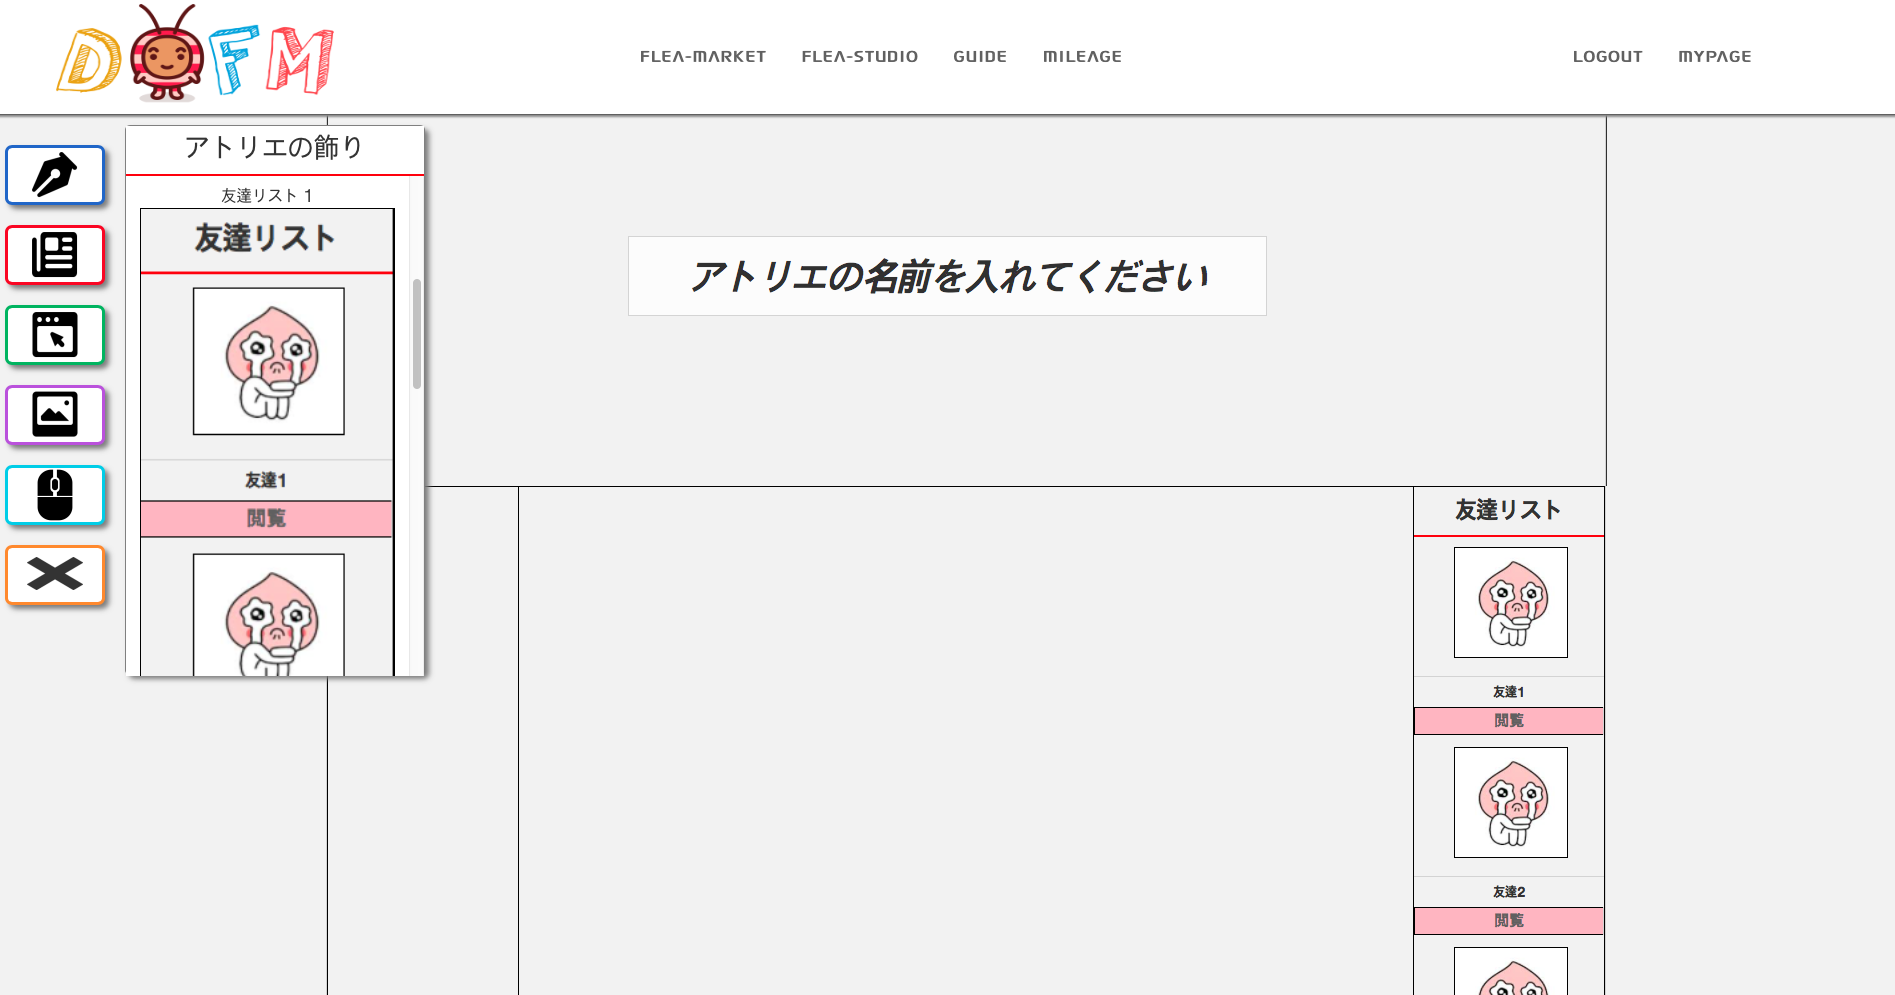 DOFM
FLEA-MARKET FLEA-STUDIO GUIDE MILEAGE LOGOUT MYPAGE
アトリエの飾り
友達リスト 1
友達リスト
友達1
閲覧
アトリエの名前を入れてください
友達リスト
友達1
閲覧
友達2
閲覧